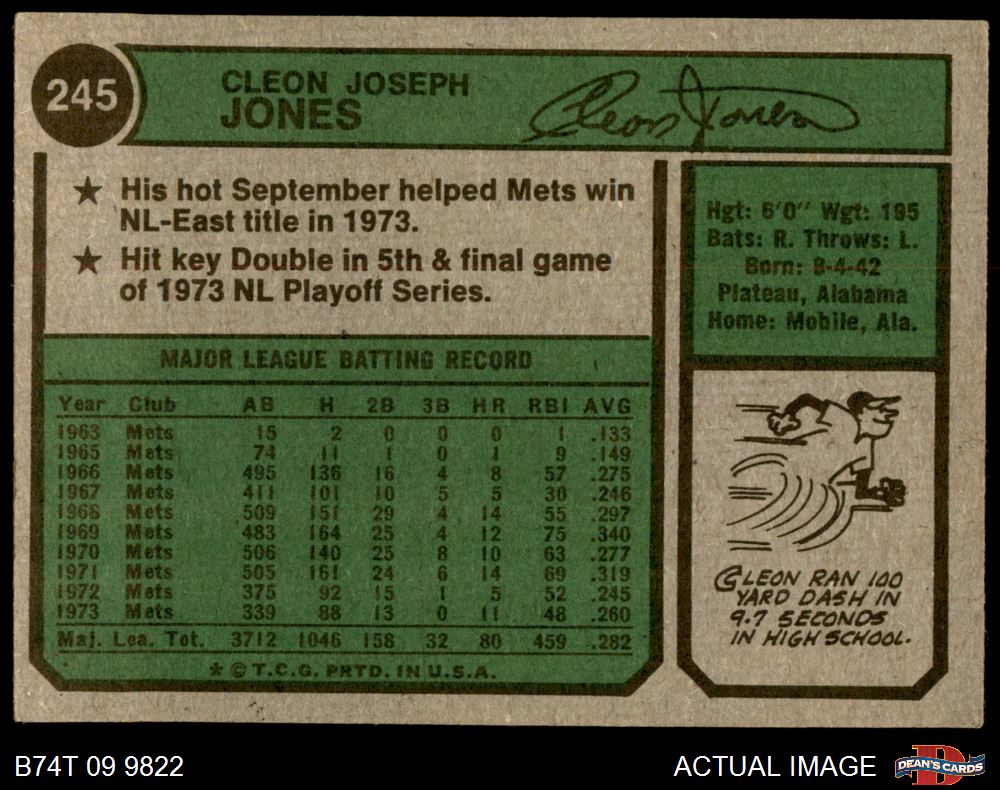 245
CLEON JOSEPH
JONES
Cleon Jones
★ His hot September helped Mets win
NL-East title in 1973.
★ Hit key Double in 5th & final game
of 1973 NL Playoff Series.
Hgt: 6'0" Wgt: 195
Bats: R. Throws: L.
Born: 8-4-42
Plateau, Alabama
Home: Mobile, Ala.
MAJOR LEAGUE BATTING RECORD
Year Club AB H 2B 3B HR RBI AVG
1963 Mets 15 2 0 0 0 1 .133
1965 Mets 74 11 1 0 1 9 .149
1966 Mets 495 136 16 4 8 57 .275
1967 Mets 411 101 10 5 5 30 .246
1968 Mets 509 151 29 4 14 55 .297
1969 Mets 483 164 25 4 12 75 .340
1970 Mets 506 140 25 8 10 63 .277
1971 Mets 505 161 24 6 14 69 .319
1972 Mets 375 92 15 1 5 52 .245
1973 Mets 339 88 13 0 11 48 .260
Maj. Lea. Tot. 3712 1046 158 32 80 459 .282
* © T.C.G. PRTD. IN U.S.A.
CLEON RAN 100
YARD DASH IN
9.7 SECONDS
IN HIGH SCHOOL.
B74T 09 9822
ACTUAL IMAGE
DEAN'S CARDS